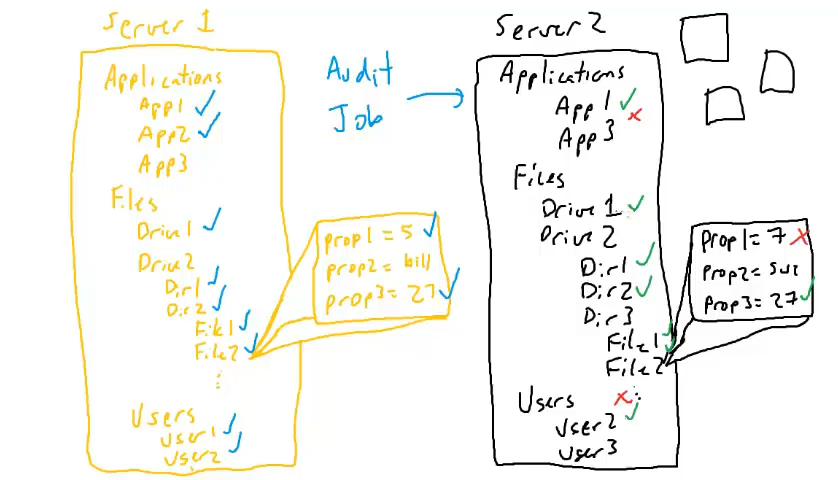 Server 1
Applications
App1
App2
App3
Files
Drive1
Drive2
Dir1
Dir2
File1
File2
Users
User1
User2
prop1 = 5
prop2 = bill
prop3 = 27
Audit
Job
Server 2
Applications
App 1
App 3
Files
Drive 1
Drive 2
Dir1
Dir2
Dir3
File1
File2
Users
User2
User3
Prop1 = 7
Prop2 =
Prop3 = 27